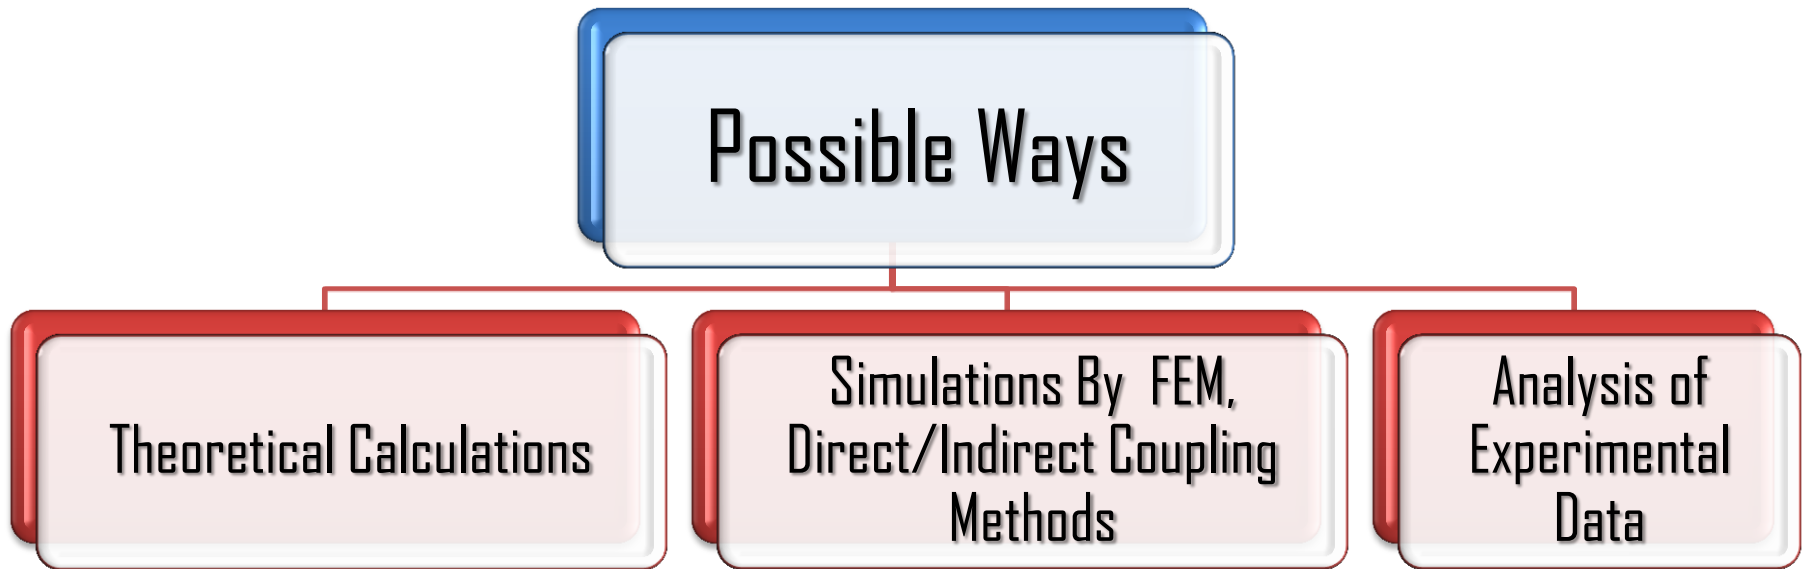 Possible Ways
Theoretical Calculations
Simulations By FEM,
Direct/Indirect Coupling
Methods
Analysis of
Experimental
Data